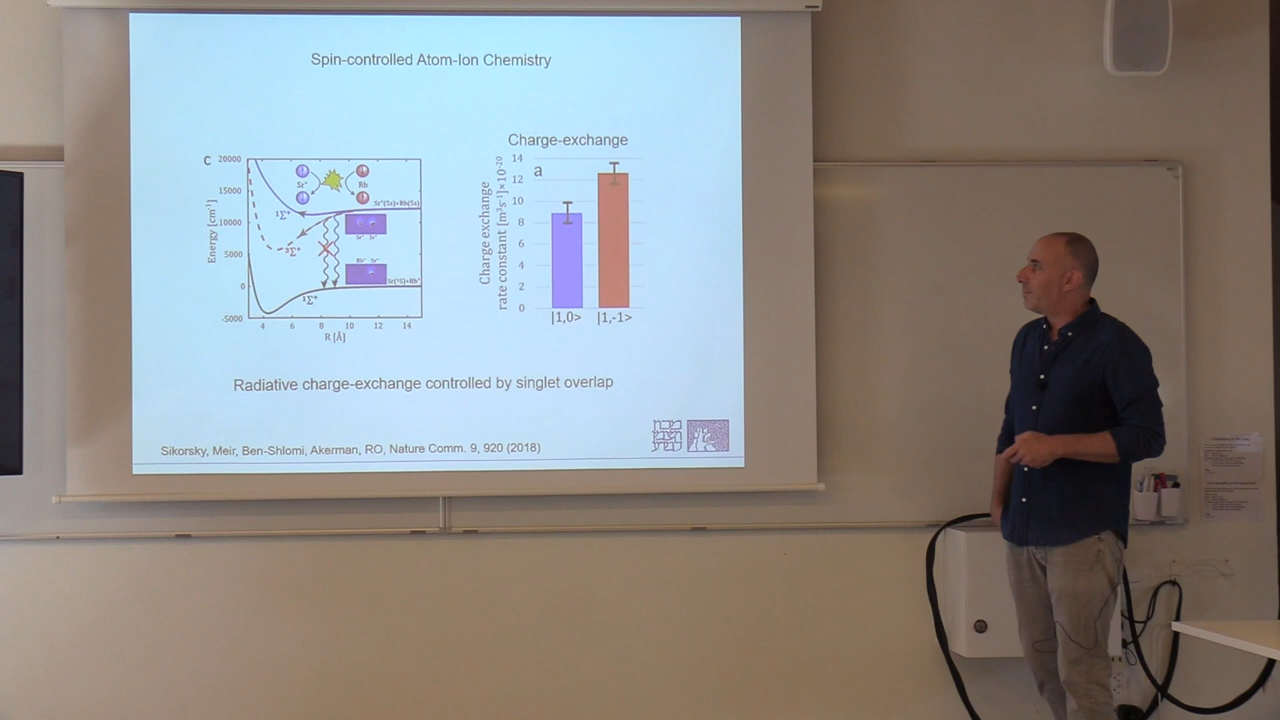 Spin-controlled Atom-Ion Chemistry
C
20000
15000
10000
5000
0
-5000
Energy [cm⁻¹]
4
6
8
10
12
14
R [Å]
Sr⁺
Rb
Sr⁺(5s)+Rb(5s)
¹Σ⁺
³Σ⁺
¹Σ⁺
Charge-exchange
a
Charge exchange
rate constant [m³s⁻¹]×10⁻²⁰
14
12
10
8
6
4
2
0
|1,0>
|1,-1>
Radiative charge-exchange controlled by singlet overlap
Sikorsky, Meir, Ben-Shlomi, Akerman, RO, Nature Comm. 9, 920 (2018)